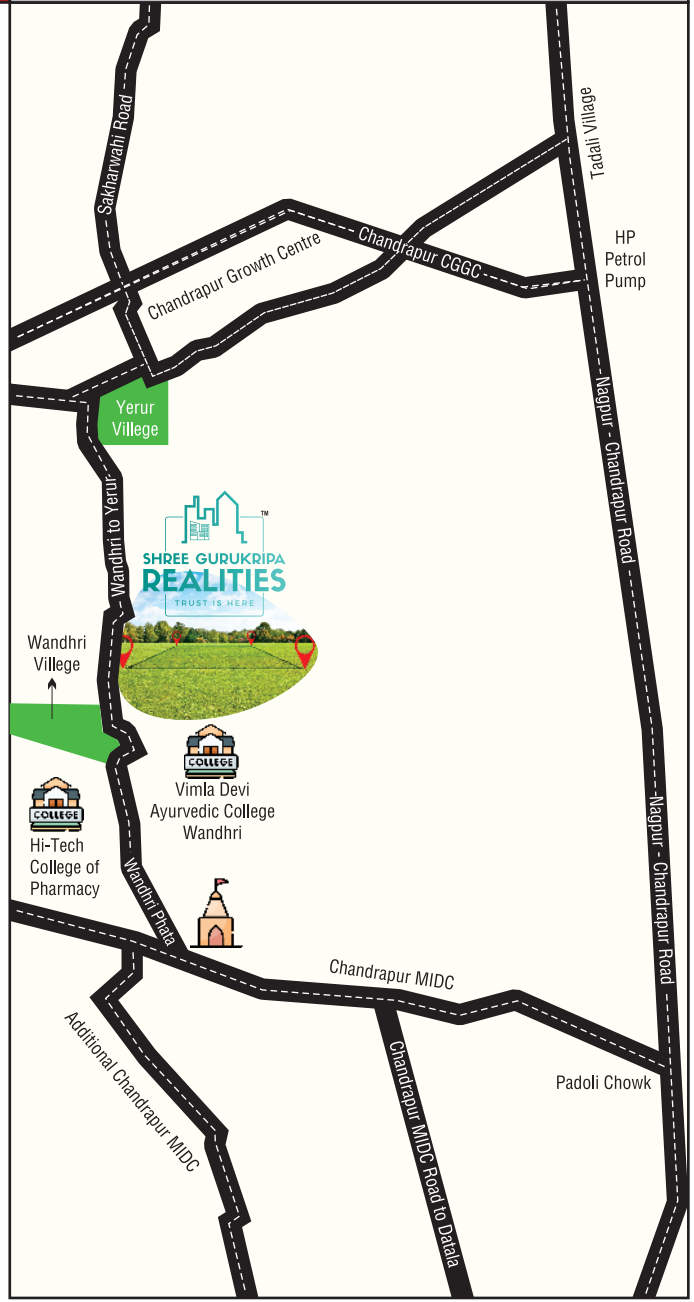 Sakharwahi Road
Tadali Village
HP
Petrol
Pump
Chandrapur CGGC
Chandrapur Growth Centre
Nagpur - Chandrapur Road
Yerur
Villege
Wandhri to Yerur
TM
SHREE GURUKRIPA
REALITIES
TRUST IS HERE
Wandhri
Villege
COLLEGE
Vimla Devi
Ayurvedic College
Wandhri
COLLEGE
Hi-Tech
College of
Pharmacy
Nagpur - Chandrapur Road
Wandhri Phata
Chandrapur MIDC
Additional Chandrapur MIDC
Chandrapur MIDC Road to Datala
Padoli Chowk